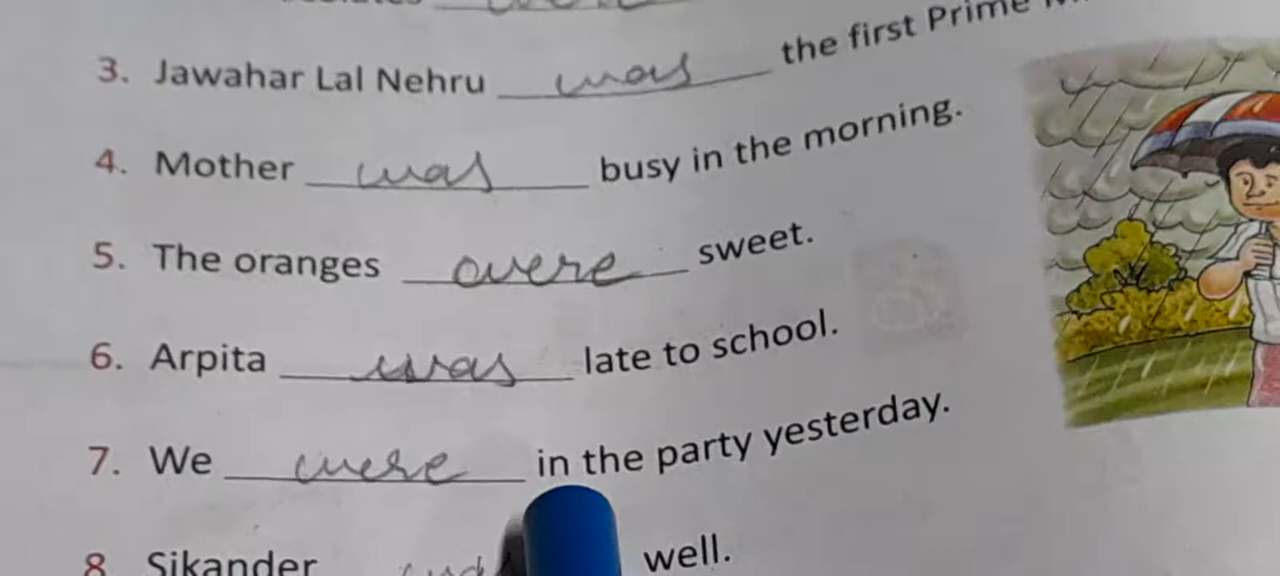 3. Jawahar Lal Nehru was the first Prime
4. Mother was busy in the morning.
5. The oranges were sweet.
6. Arpita was late to school.
7. We were in the party yesterday.
8 Sikander well.